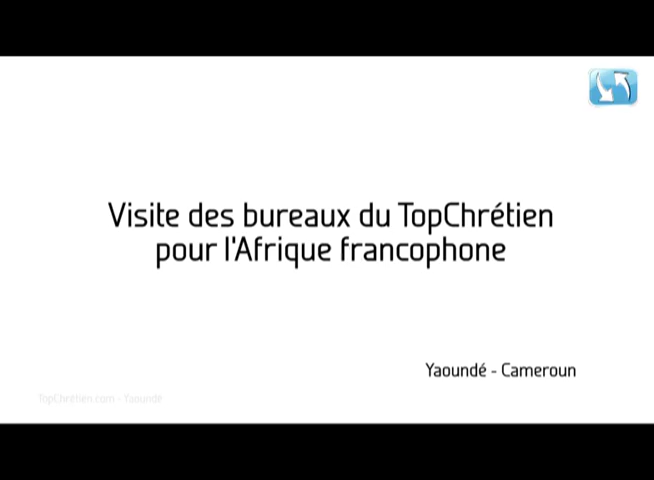 Visite des bureaux du TopChrétien
pour l'Afrique francophone
Yaoundé - Cameroun
TopChrétien.com - Yaoundé